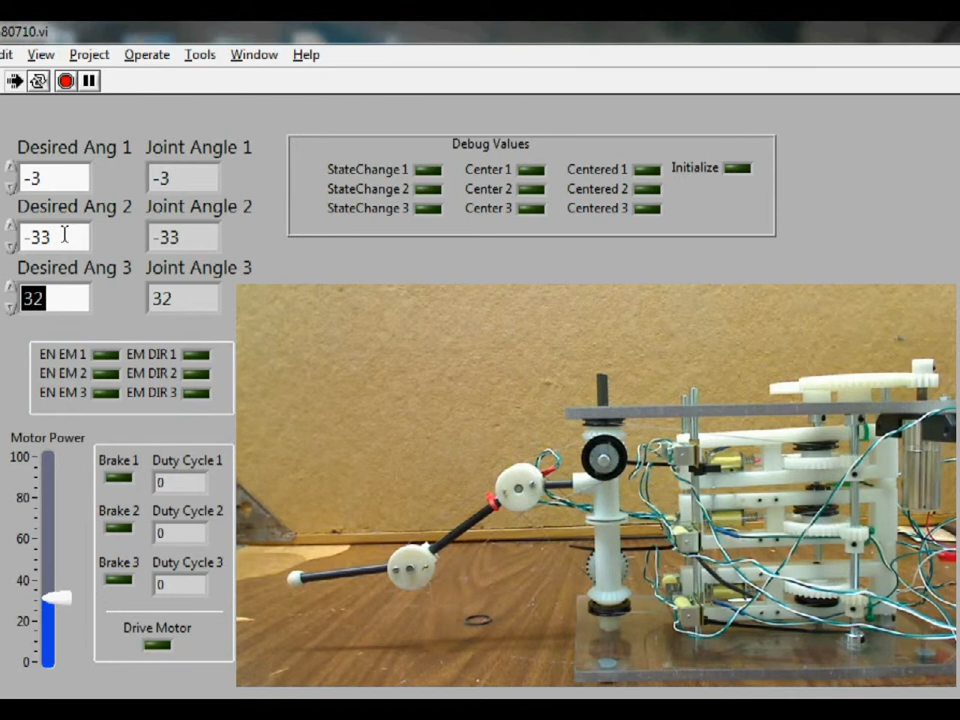 80710.vi
dit View Project Operate Tools Window Help
Desired Ang 1 Joint Angle 1
-3 -3
Desired Ang 2 Joint Angle 2
-33 -33
Desired Ang 3 Joint Angle 3
32 32
Debug Values
StateChange 1 Center 1 Centered 1 Initialize
StateChange 2 Center 2 Centered 2
StateChange 3 Center 3 Centered 3
EN EM 1 EM DIR 1
EN EM 2 EM DIR 2
EN EM 3 EM DIR 3
Motor Power
100
80
60
40
20
0
Brake 1 Duty Cycle 1
0
Brake 2 Duty Cycle 2
0
Brake 3 Duty Cycle 3
0
Drive Motor